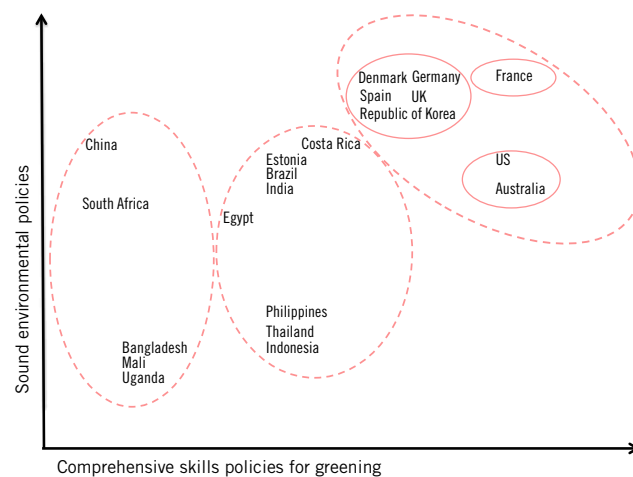 Sound environmental policies
Denmark Germany
Spain UK
Republic of Korea
France
China
Costa Rica
Estonia
Brazil
India
US
Australia
South Africa
Egypt
Philippines
Thailand
Indonesia
Bangladesh
Mali
Uganda
Comprehensive skills policies for greening